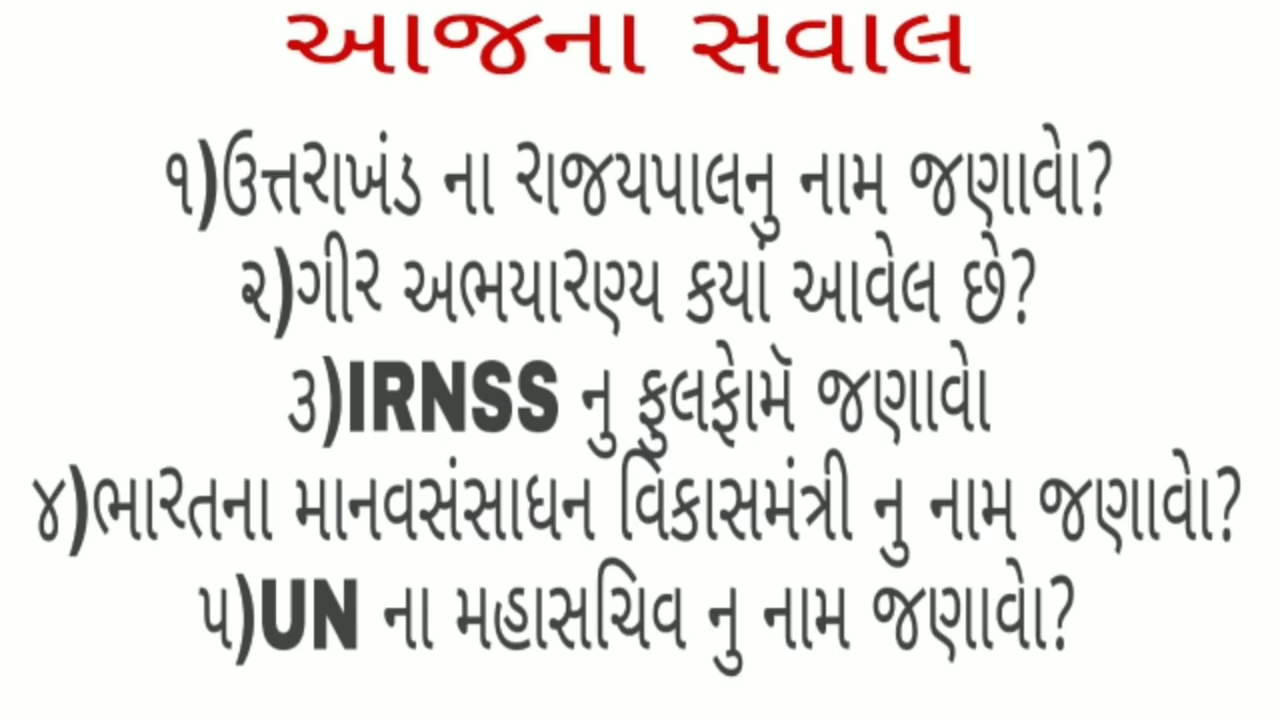 આજના સવાલ
૧)ઉત્તરાખંડ ના રાજયપાલનુ નામ જણાવો?
૨)ગીર અભયારણ્ય કયાં આવેલ છે?
૩)IRNSS નુ ફુલફોમૅ જણાવો
૪)ભારતના માનવસંસાધન વિકાસમંત્રી નુ નામ જણાવો?
૫)UN ના મહાસચિવ નુ નામ જણાવો?